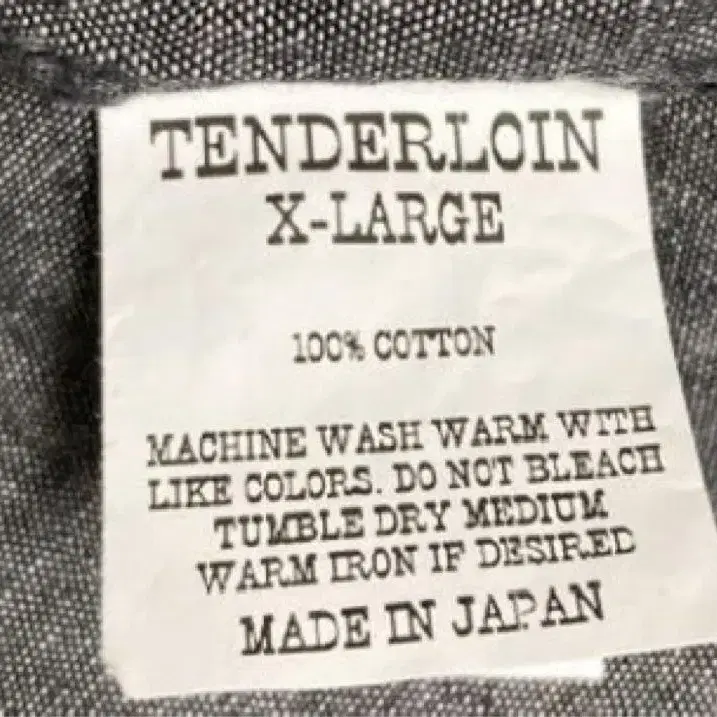 TENDERLOIN
X-LARGE
100% COTTON
MACHINE WASH WARM WITH
LIKE COLORS. DO NOT BLEACH
TUMBLE DRY MEDIUM
WARM IRON IF DESIRED
MADE IN JAPAN